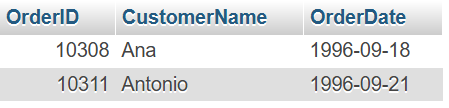 OrderID CustomerName OrderDate
10308 Ana 1996-09-18
10311 Antonio 1996-09-21